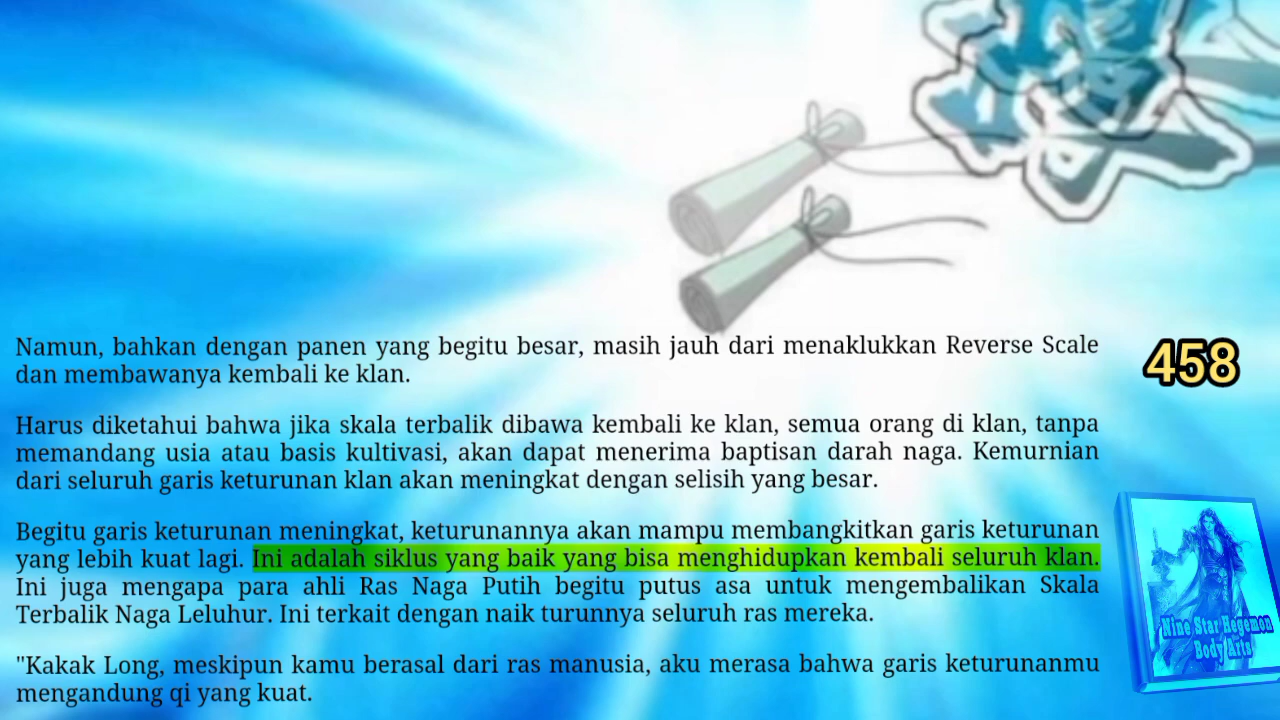 Namun, bahkan dengan panen yang begitu besar, masih jauh dari menaklukkan Reverse Scale
dan membawanya kembali ke klan.
Harus diketahui bahwa jika skala terbalik dibawa kembali ke klan, semua orang di klan, tanpa
memandang usia atau basis kultivasi, akan dapat menerima baptisan darah naga. Kemurnian
dari seluruh garis keturunan klan akan meningkat dengan selisih yang besar.
Begitu garis keturunan meningkat, keturunannya akan mampu membangkitkan garis keturunan
yang lebih kuat lagi. Ini adalah siklus yang baik yang bisa menghidupkan kembali seluruh klan.
Ini juga mengapa para ahli Ras Naga Putih begitu putus asa untuk mengembalikan Skala
Terbalik Naga Leluhur. Ini terkait dengan naik turunnya seluruh ras mereka.
"Kakak Long, meskipun kamu berasal dari ras manusia, aku merasa bahwa garis keturunanmu
mengandung qi yang kuat.
458
Nine Star Hegemon
Body Arts